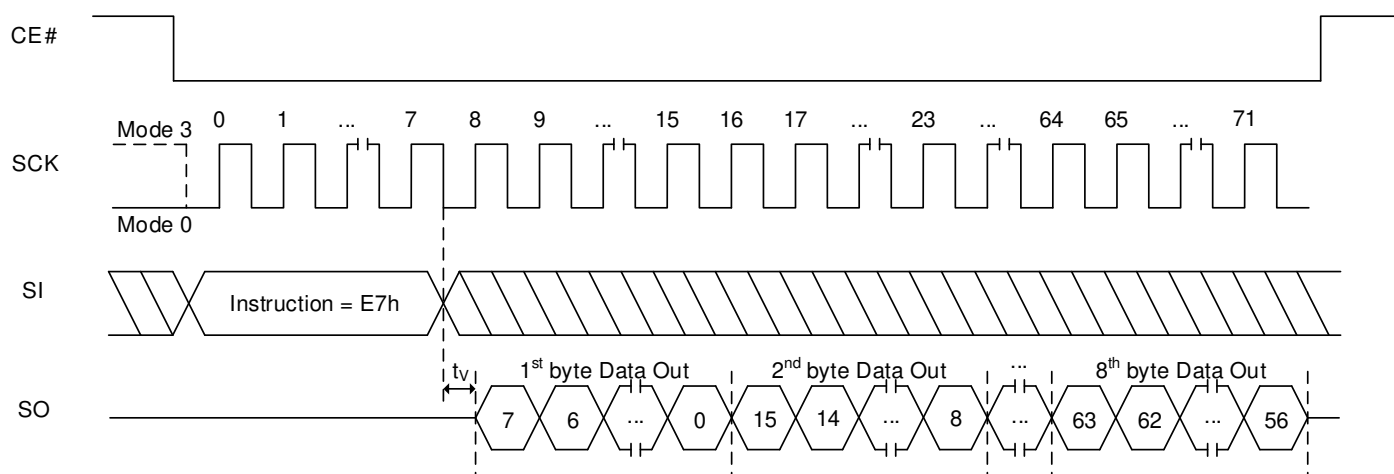 CE#
Mode 3 0 1 ... 7 8 9 ... 15 16 17 ... 23 ... 64 65 ... 71
SCK
Mode 0
SI Instruction = E7h
tV 1st byte Data Out 2nd byte Data Out ... 8th byte Data Out
SO 7 6 ... 0 15 14 ... 8 ... 63 62 ... 56